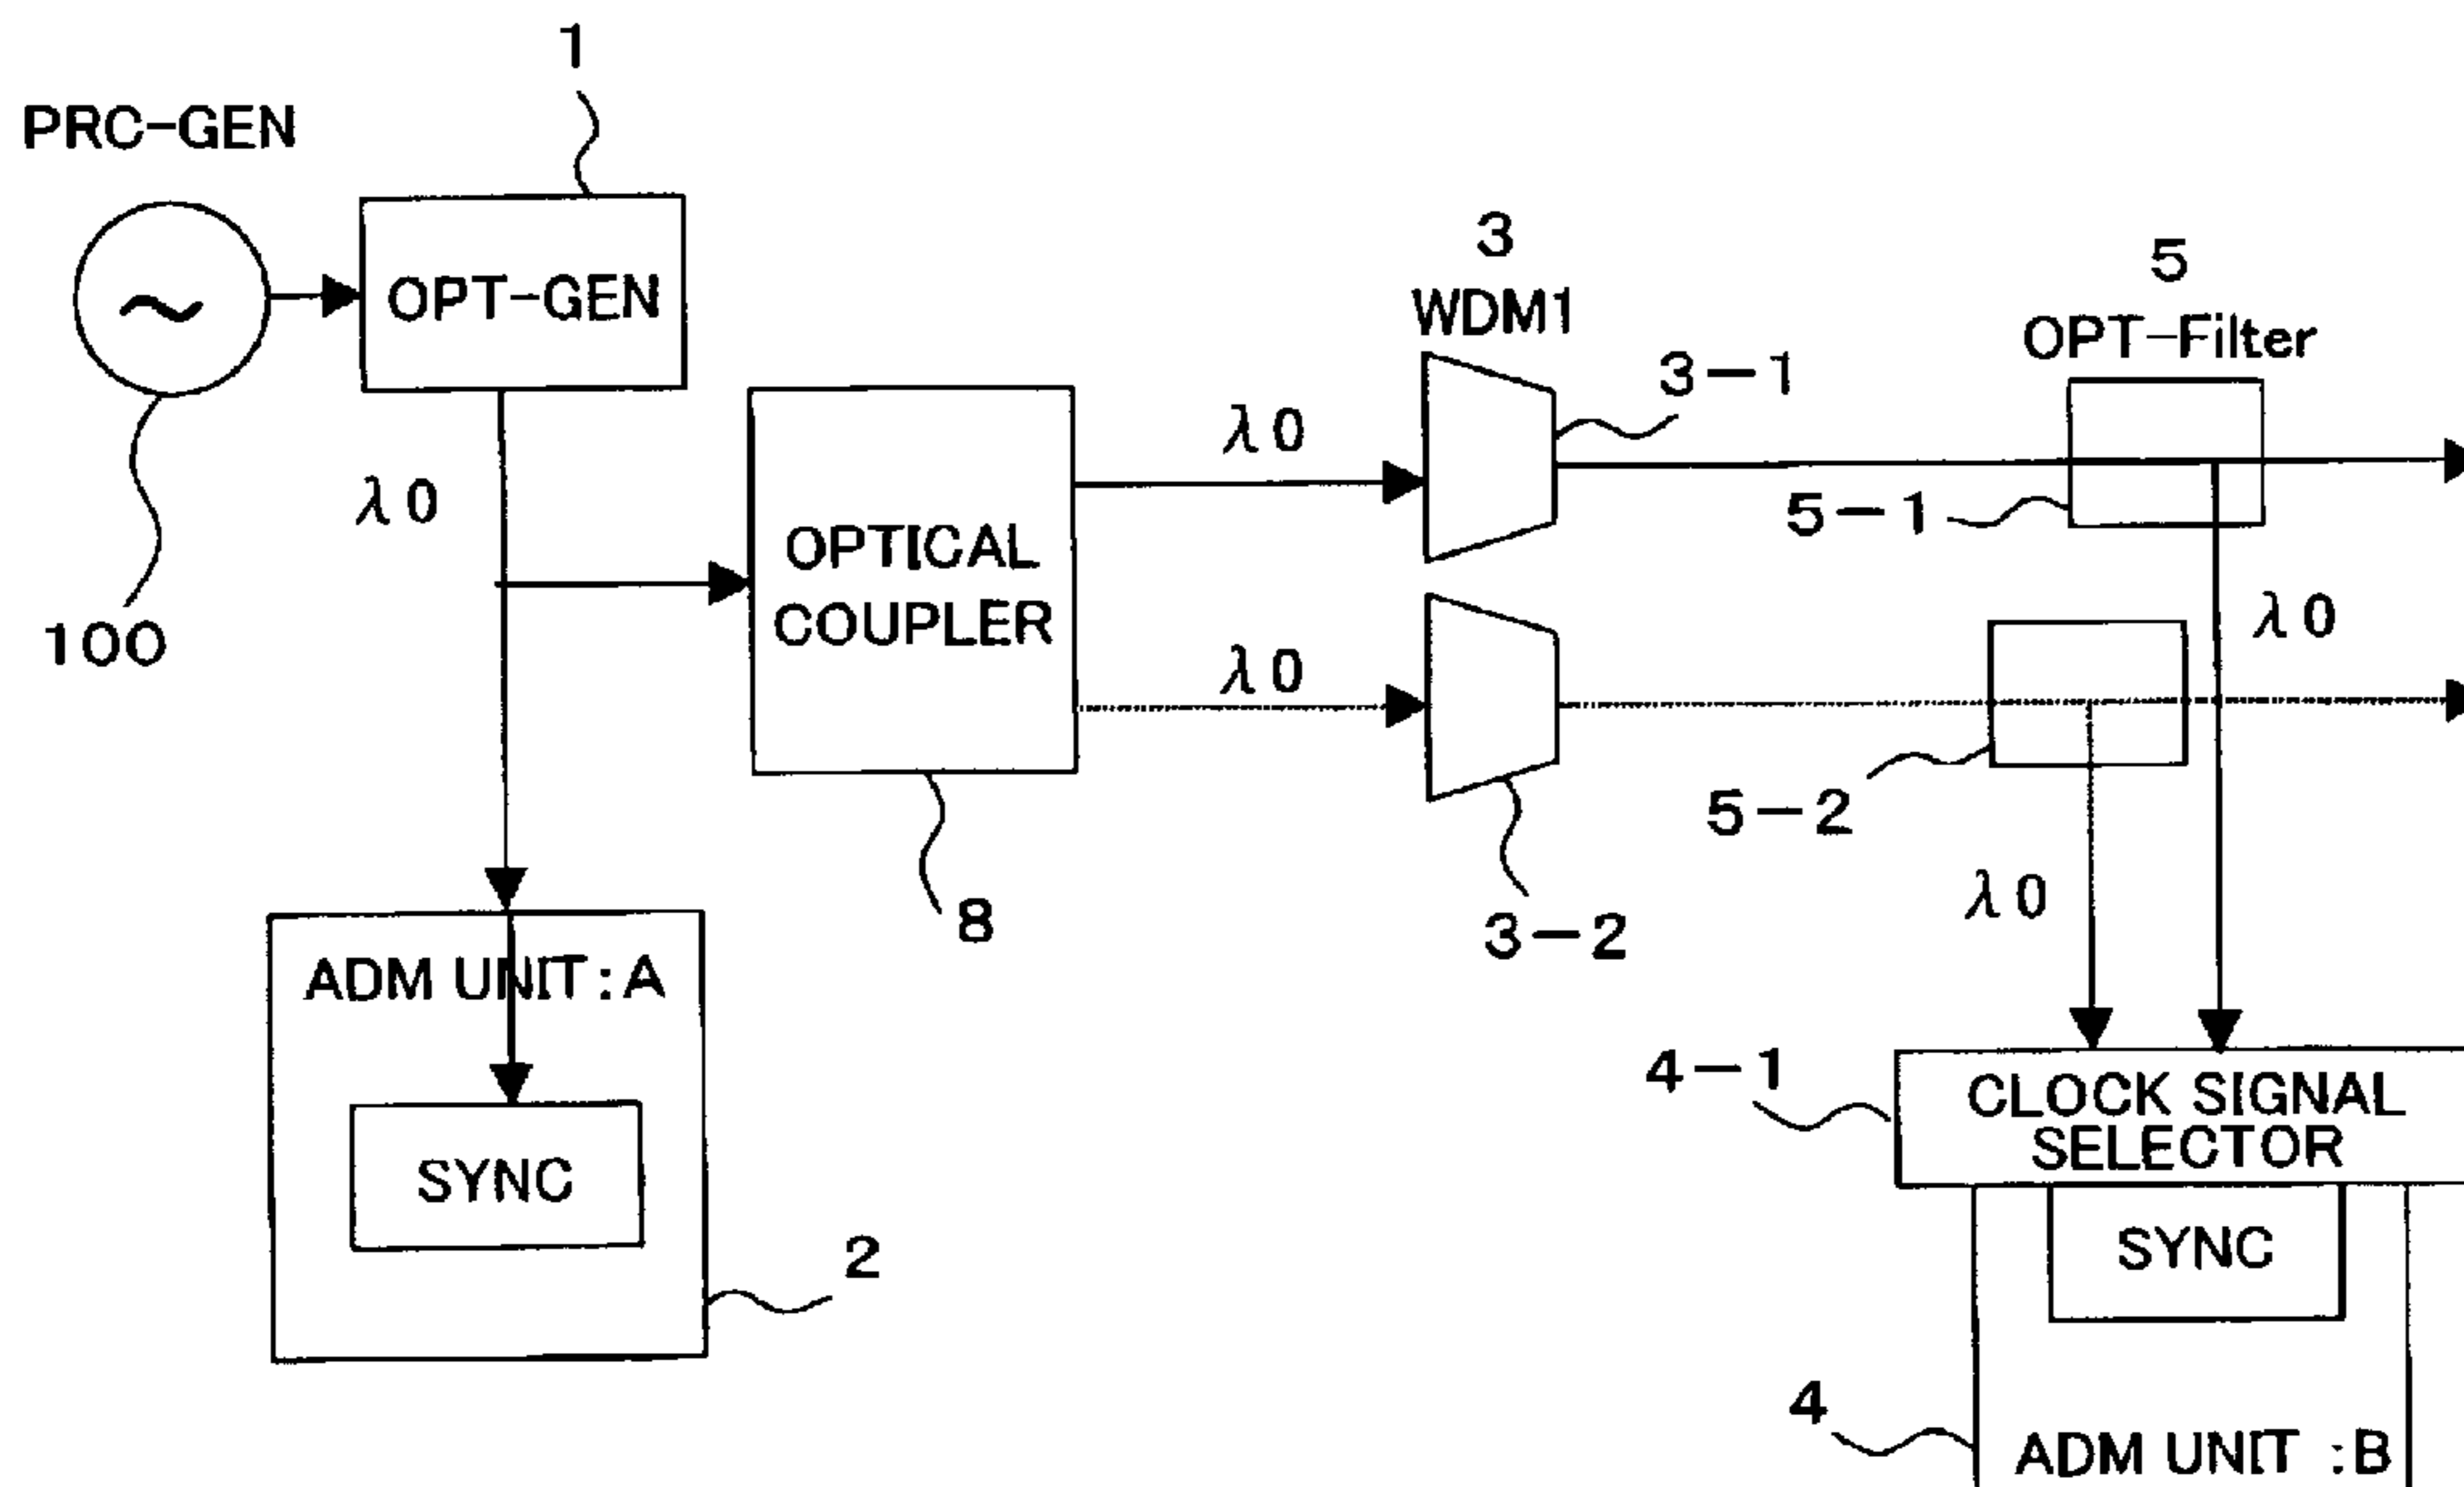 1
PRC-GEN
OPT-GEN
100
λ0
OPTICAL
COUPLER
8
λ0
λ0
3
WDM1
3-1
3-2
5
OPT-Filter
5-1
5-2
λ0
λ0
ADM UNIT:A
SYNC
2
4-1
CLOCK SIGNAL
SELECTOR
SYNC
4
ADM UNIT :B